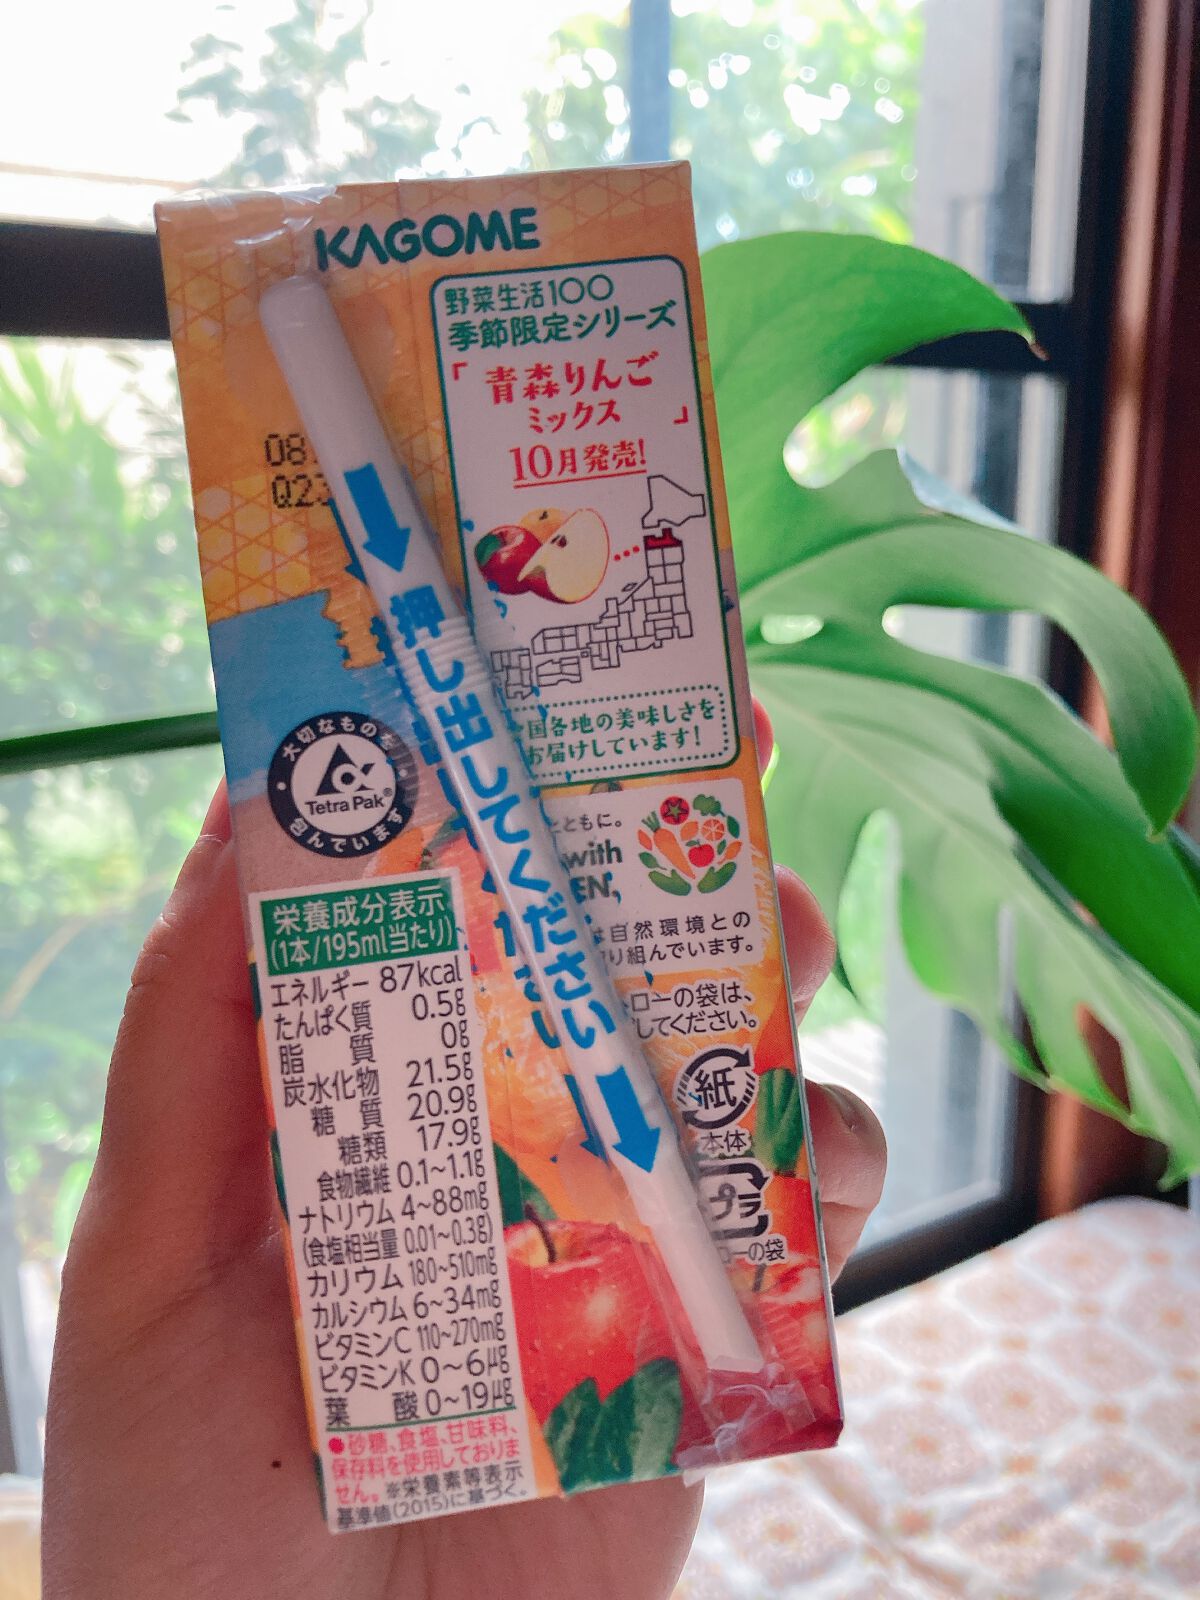 KAGOME
野菜生活100
季節限定シリーズ
「青森りんご
ミックス」
10月発売!
国各地の美味しさを
お届けしています!
08
Q23
押し出してください
大切なものを
Tetra Pak®
包んでいます
とともに。
with
EN,
は自然環境との
り組んでいます。
ローの袋は、
してください。
紙
本体
プラ
ローの袋
栄養成分表示
(1本/195ml当たり)
エネルギー 87kcal
たんぱく質 0.5g
脂質 0g
炭水化物 21.5g
糖質 20.9g
糖類 17.9g
食物繊維 0.1~1.1g
ナトリウム 4~88mg
(食塩相当量 0.01~0.3g)
カリウム 180~510mg
カルシウム 6~34mg
ビタミンC 110~270mg
ビタミンK 0~6μg
葉酸 0~19μg
●砂糖、食塩、甘味料、
保存料を使用しておりま
せん。※栄養素等表示
基準値(2015)に基づく。